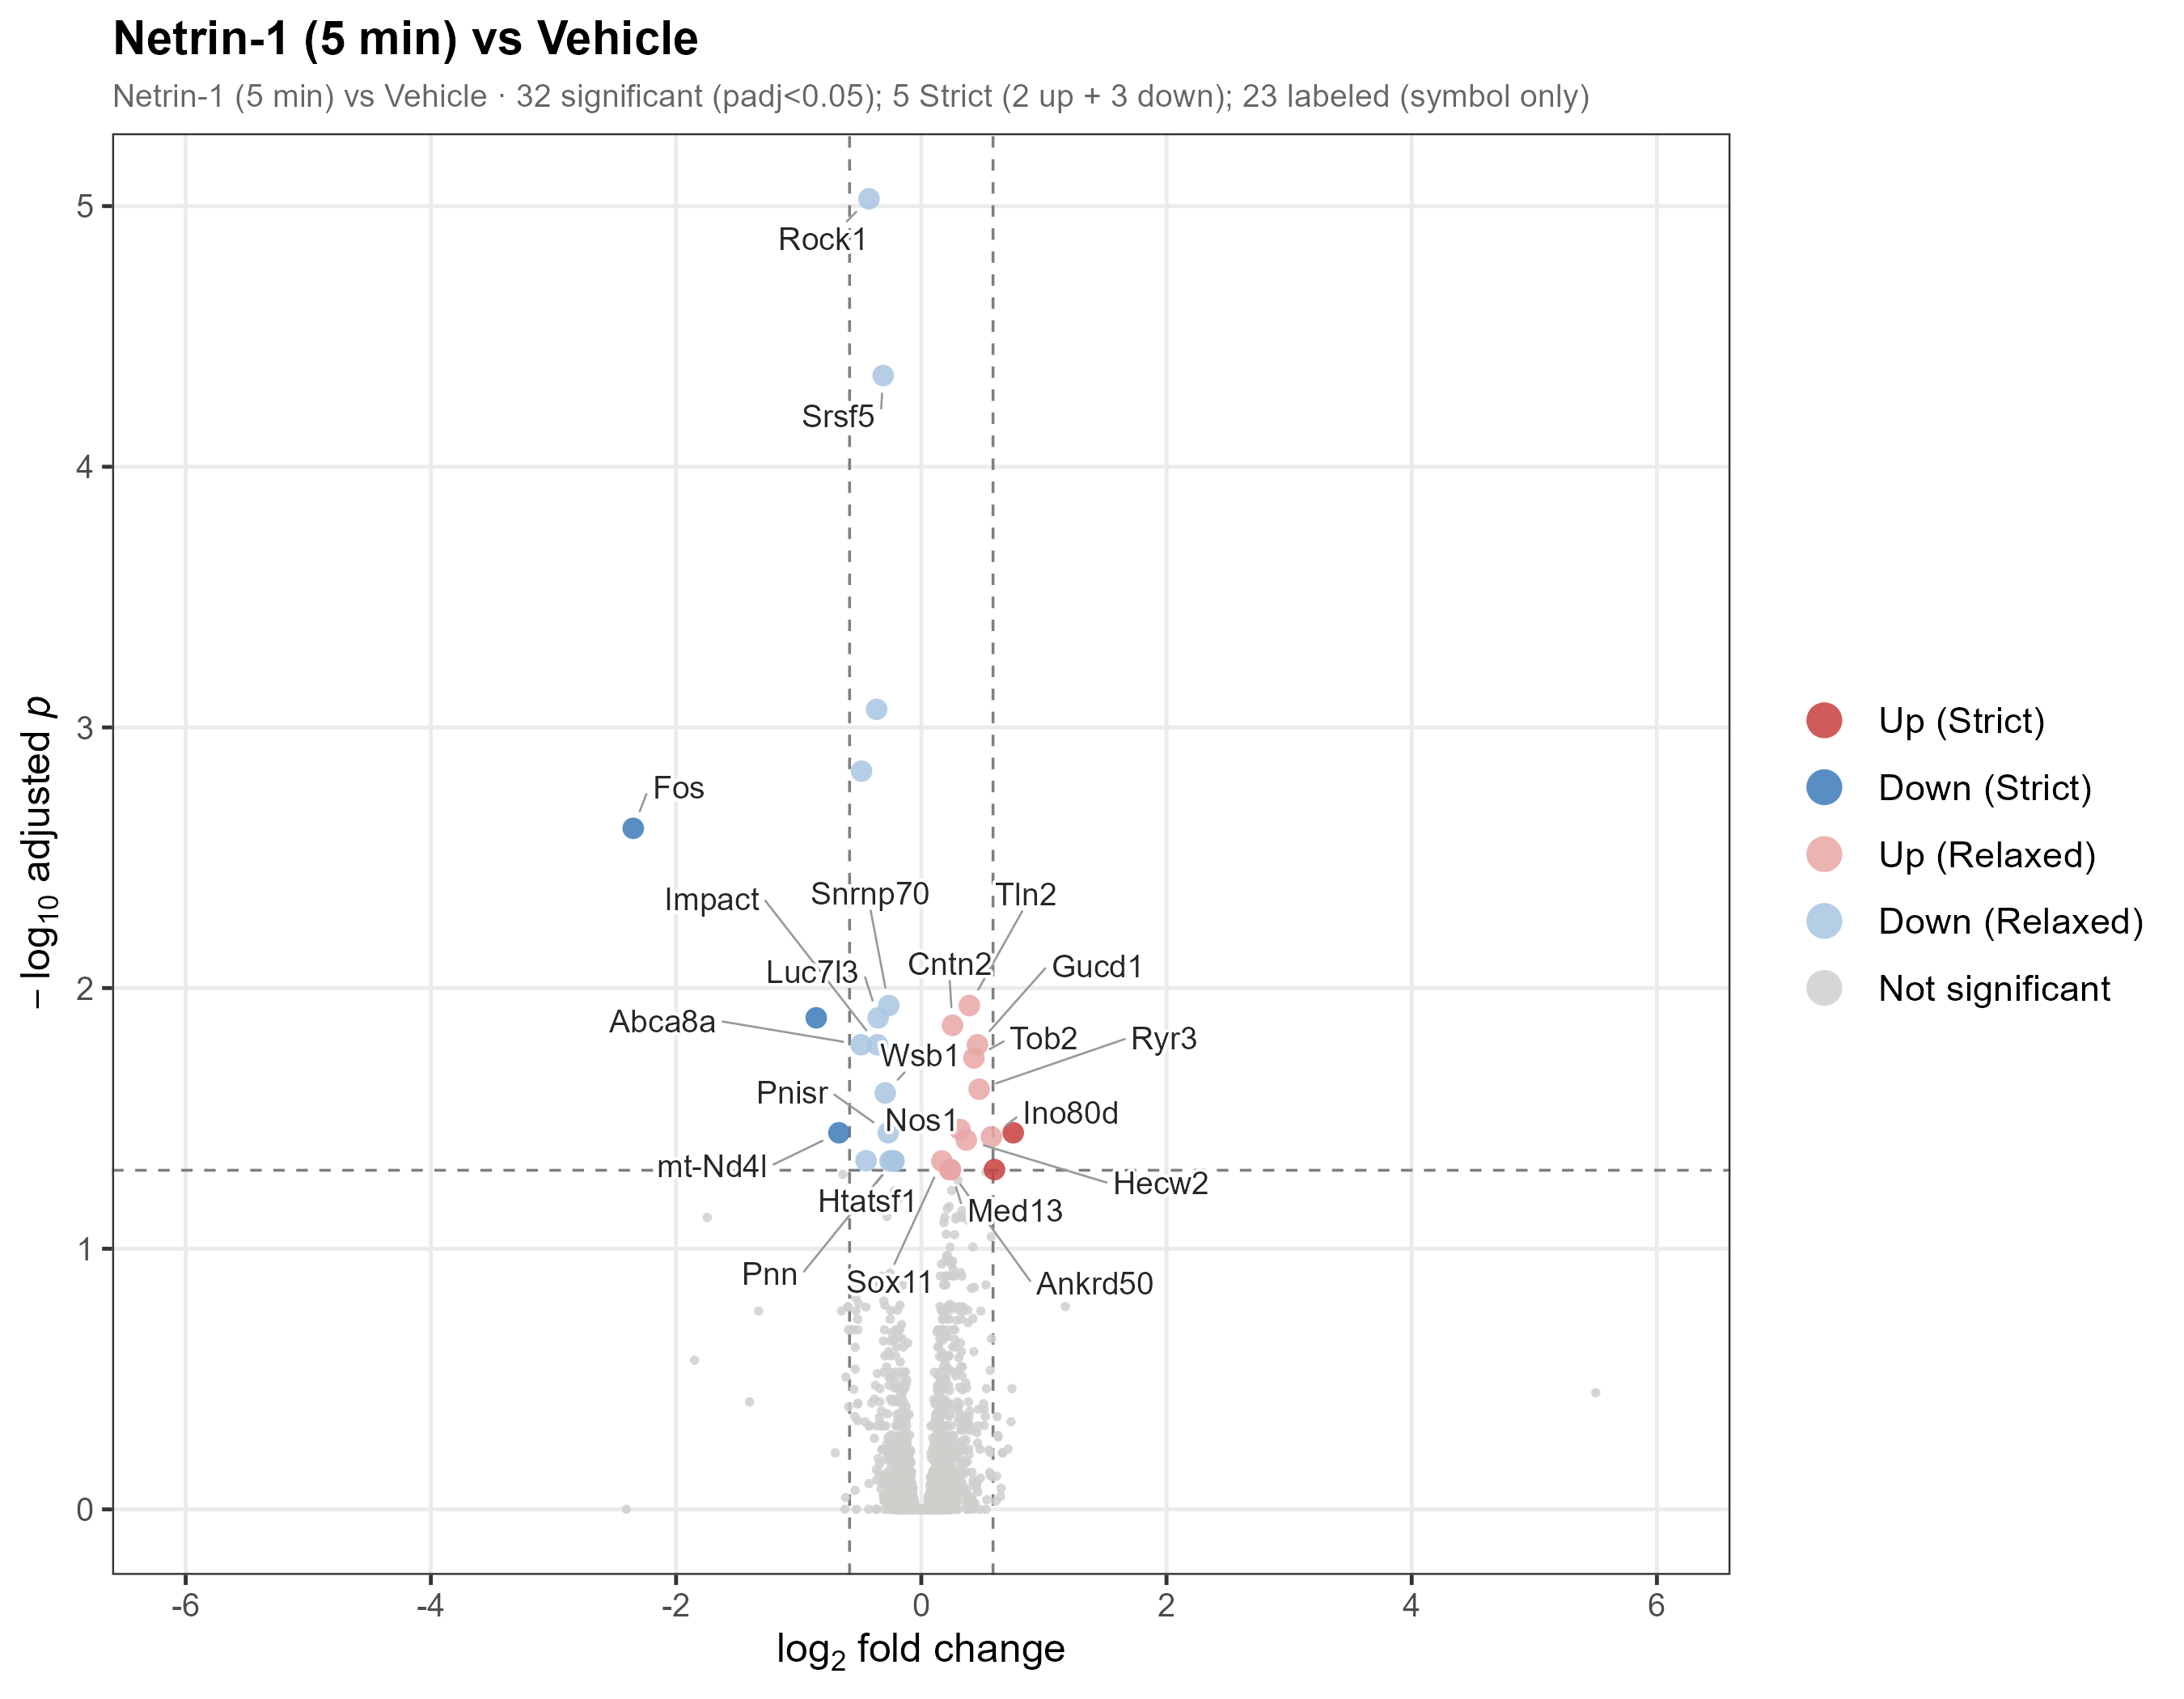 Netrin-1 (5 min) vs Vehicle
Netrin-1 (5 min) vs Vehicle · 32 significant (padj<0.05); 5 Strict (2 up + 3 down); 23 labeled (symbol only)
5
Rock1
Srsf5
4
3
Fos
Impact
Snrnp70
Tln2
Luc7l3
Cntn2
Gucd1
2
Abca8a
Wsb1
Tob2
Ryr3
Pnisr
Nos1
Ino80d
mt-Nd4l
Hecw2
Htatsf1
Med13
1
Pnn
Sox11
Ankrd50
0
-6
-4
-2
0
2
4
6
log2 fold change
−log10 adjusted p
Up (Strict)
Down (Strict)
Up (Relaxed)
Down (Relaxed)
Not significant